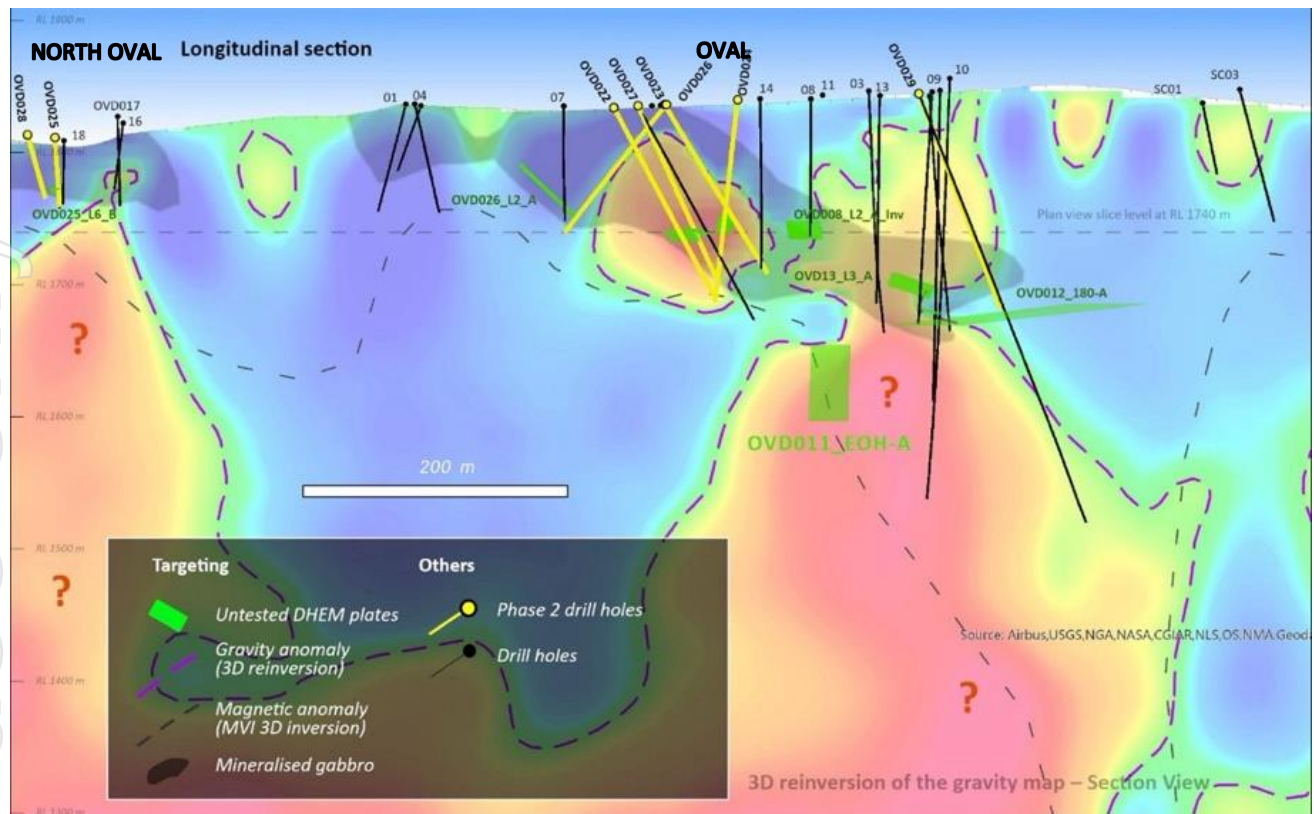 RL 1800 m
NORTH OVAL Longitudinal section OVAL
OVD028
OVD025
18
OVD017
16
01
04
07
OVD022
OVD027
OVD023
OVD026
14
08
11
03
13
OVD029
09
10
SC01
SC03
OVD025_L6_B
OVD026_L2_A
OVD008_L2_A_Inv
Plan view slice level at RL 1740 m
RL 1700 m
OVD13_L3_A
OVD012_180-A
?
?
RL 1600 m
OVD011_EOH-A
200 m
RL 1500 m
?
Targeting
Others
Untested DHEM plates
Phase 2 drill holes
Gravity anomaly
(3D reinversion)
Drill holes
Magnetic anomaly
(MVI 3D inversion)
Mineralised gabbro
Source: Airbus,USGS,NGA,NASA,CGIAR,NLS,OS,NMA
RL 1400 m
?
3D reinversion of the gravity map – Section View
RL 1300 m